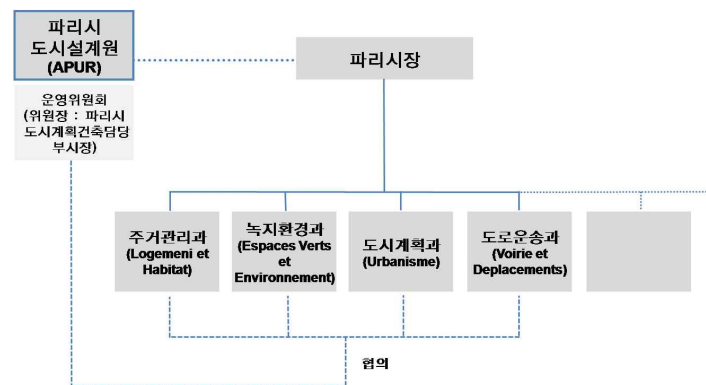 파리시
도시설계원
(APUR)
파리시장
운영위원회
(위원장 : 파리시
도시계획건축담당
부시장)
주거관리과
(Logemeni et
Habitat)
녹지환경과
(Espaces Verts
et
Environnement)
도시계획과
(Urbanisme)
도로운송과
(Voirie et
Deplacements)
협의